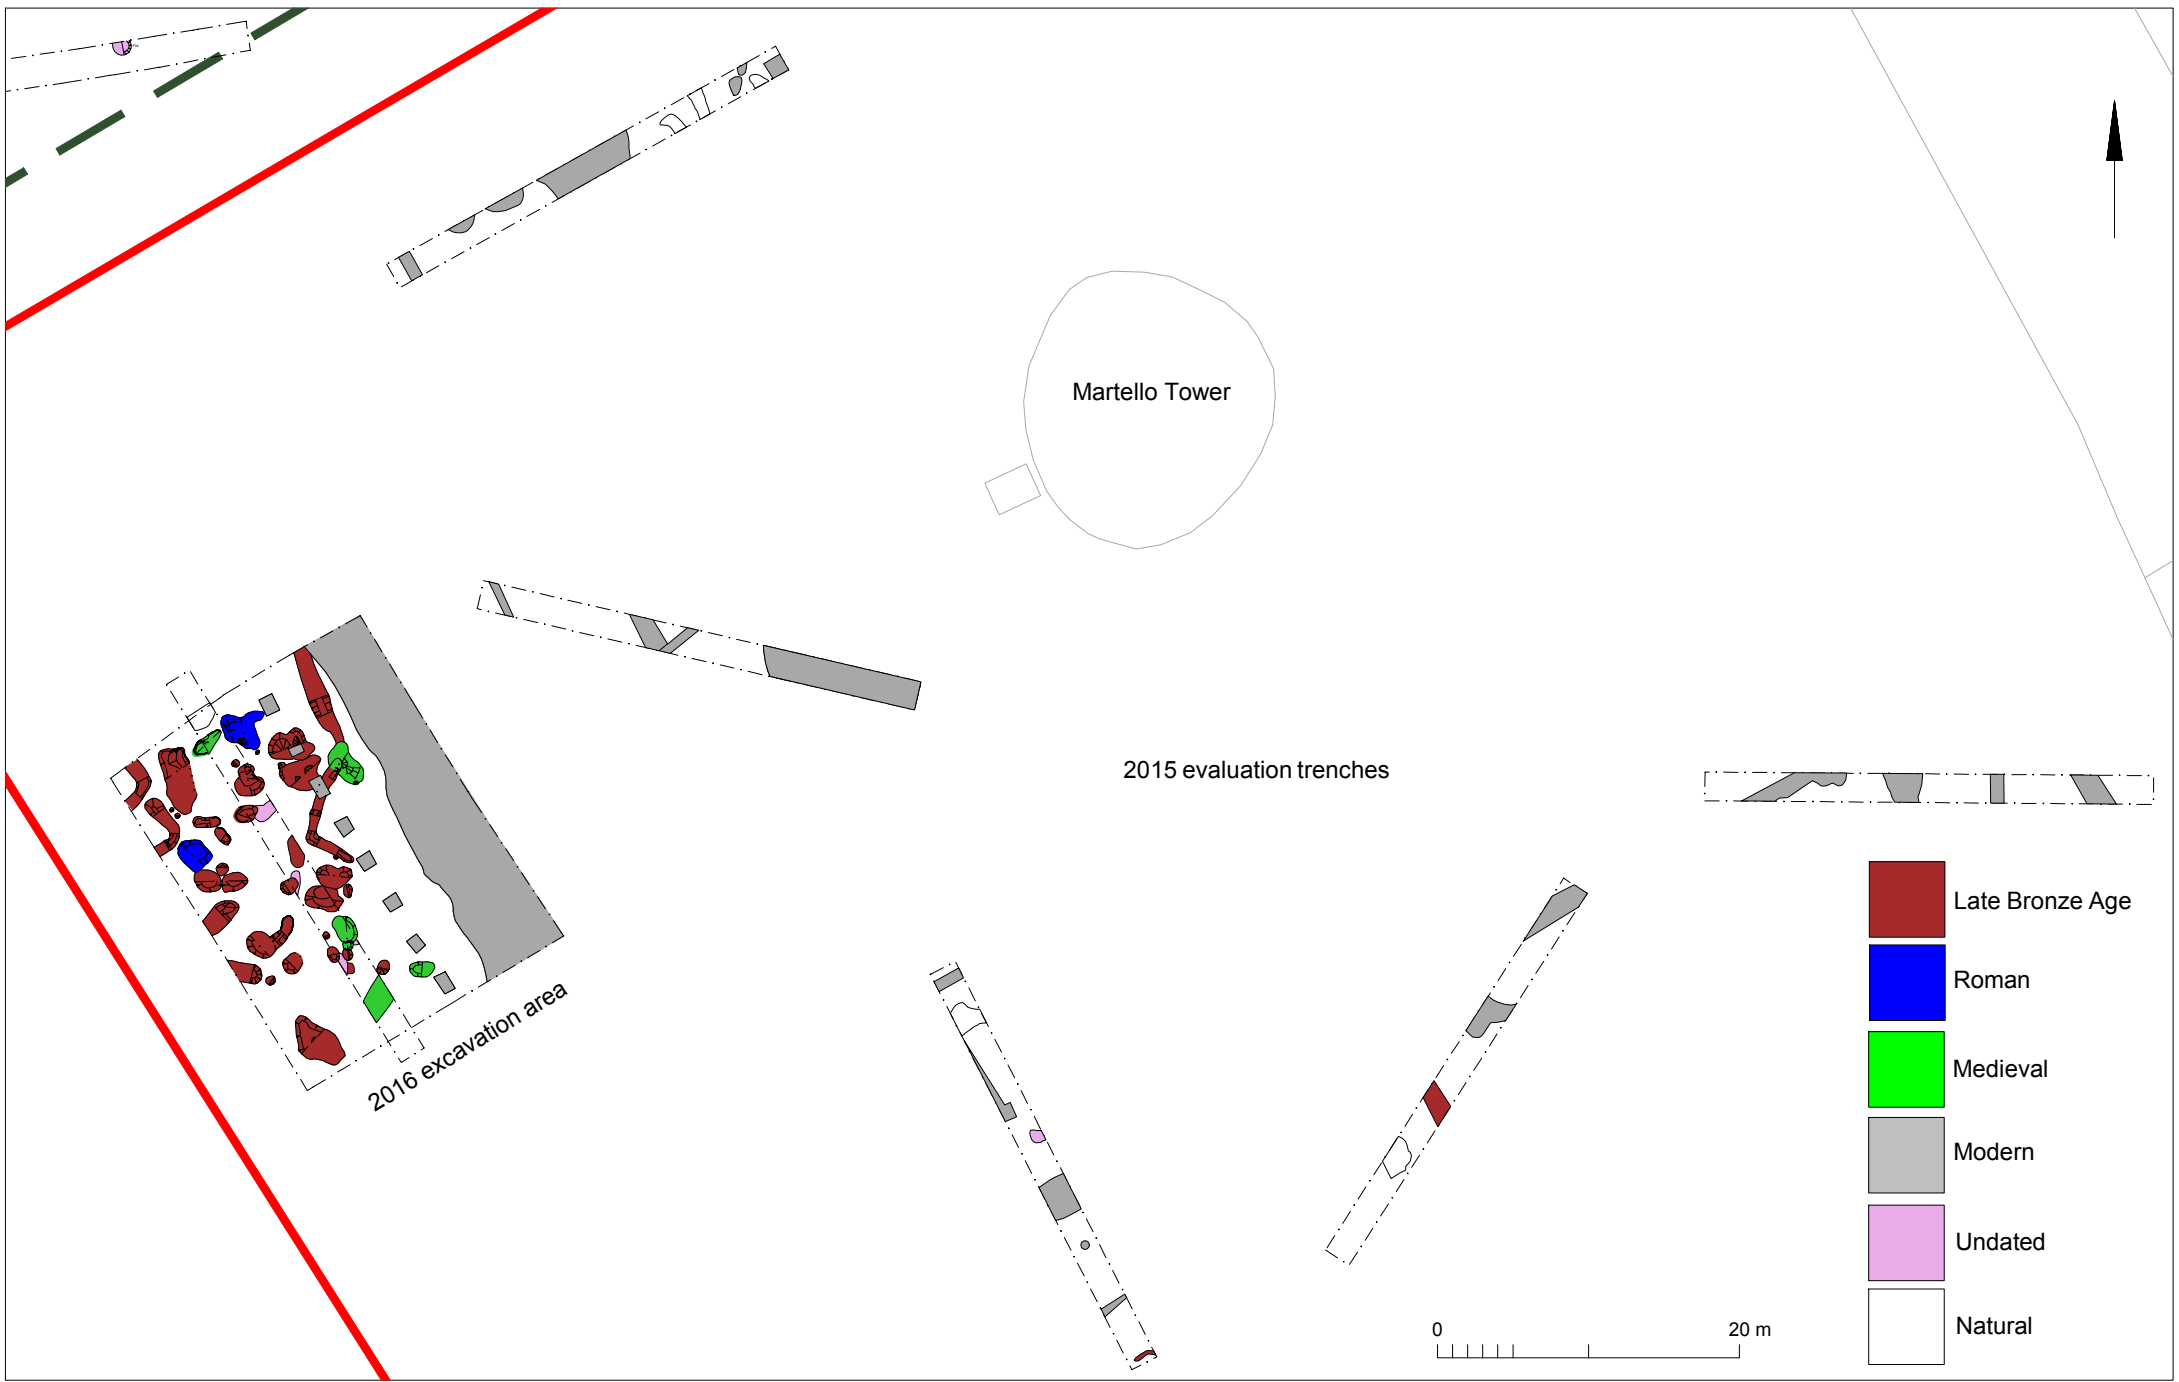 Martello Tower
2015 evaluation trenches
2016 excavation area
Late Bronze Age
Roman
Medieval
Modern
Undated
Natural
0 20 m